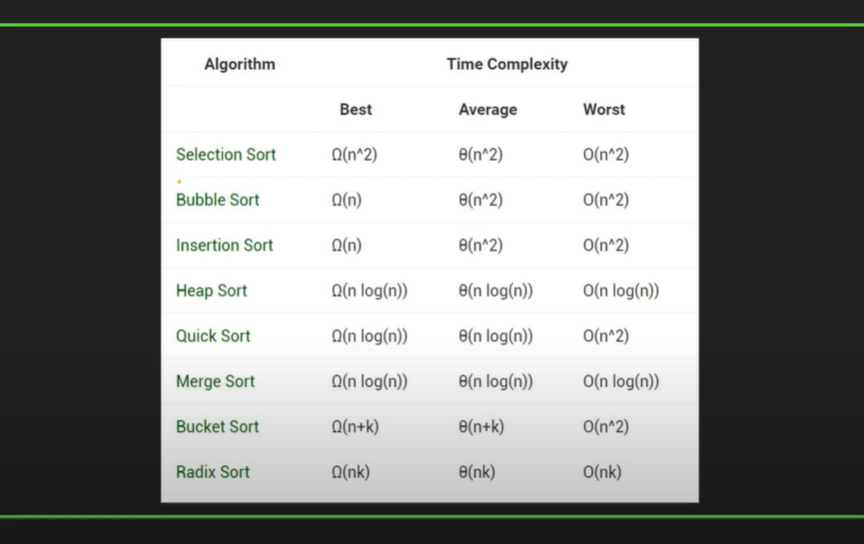 Algorithm Time Complexity
Best Average Worst
Selection Sort Ω(n^2) θ(n^2) O(n^2)
Bubble Sort Ω(n) θ(n^2) O(n^2)
Insertion Sort Ω(n) θ(n^2) O(n^2)
Heap Sort Ω(n log(n)) θ(n log(n)) O(n log(n))
Quick Sort Ω(n log(n)) θ(n log(n)) O(n^2)
Merge Sort Ω(n log(n)) θ(n log(n)) O(n log(n))
Bucket Sort Ω(n+k) θ(n+k) O(n^2)
Radix Sort Ω(nk) θ(nk) O(nk)